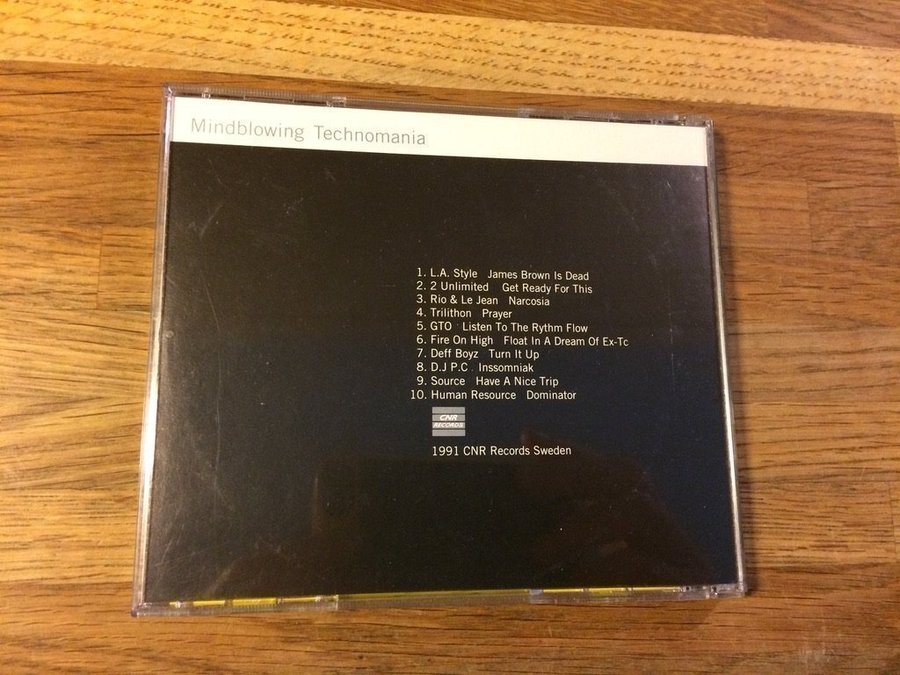 Mindblowing Technomania
1. L.A. Style James Brown Is Dead
2. 2 Unlimited Get Ready For This
3. Rio & Le Jean Narcosia
4. Trilithon Prayer
5. GTO Listen To The Rythm Flow
6. Fire On High Float In A Dream Of Ex-Tc
7. Deff Boyz Turn It Up
8. D.J P.C Inssomniak
9. Source Have A Nice Trip
10. Human Resource Dominator
CNR
RECORDS
1991 CNR Records Sweden